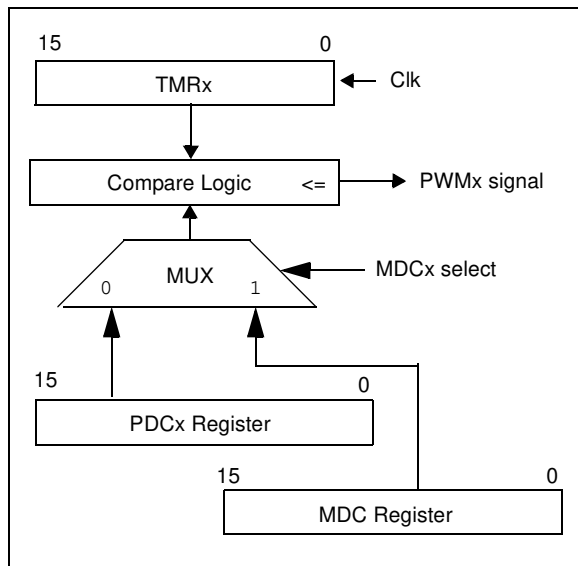 15 0
TMRx
Clk
Compare Logic <=
PWMx signal
MUX
0 1
MDCx select
15 0
PDCx Register
15 0
MDC Register